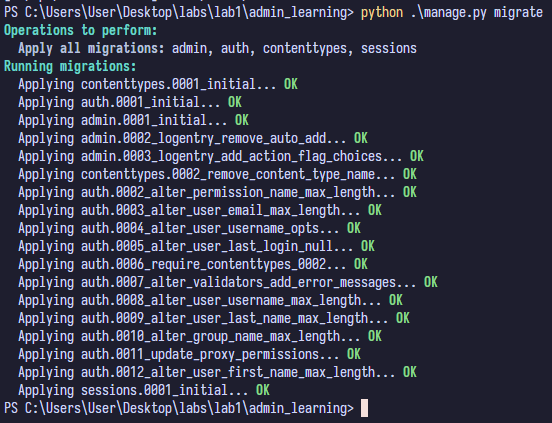 PS C:\Users\User\Desktop\labs\lab1\admin_learning> python .\manage.py migrate
Operations to perform:
  Apply all migrations: admin, auth, contenttypes, sessions
Running migrations:
  Applying contenttypes.0001_initial... OK
  Applying auth.0001_initial... OK
  Applying admin.0001_initial... OK
  Applying admin.0002_logentry_remove_auto_add... OK
  Applying admin.0003_logentry_add_action_flag_choices... OK
  Applying contenttypes.0002_remove_content_type_name... OK
  Applying auth.0002_alter_permission_name_max_length... OK
  Applying auth.0003_alter_user_email_max_length... OK
  Applying auth.0004_alter_user_username_opts... OK
  Applying auth.0005_alter_user_last_login_null... OK
  Applying auth.0006_require_contenttypes_0002... OK
  Applying auth.0007_alter_validators_add_error_messages... OK
  Applying auth.0008_alter_user_username_max_length... OK
  Applying auth.0009_alter_user_last_name_max_length... OK
  Applying auth.0010_alter_group_name_max_length... OK
  Applying auth.0011_update_proxy_permissions... OK
  Applying auth.0012_alter_user_first_name_max_length... OK
  Applying sessions.0001_initial... OK
PS C:\Users\User\Desktop\labs\lab1\admin_learning>